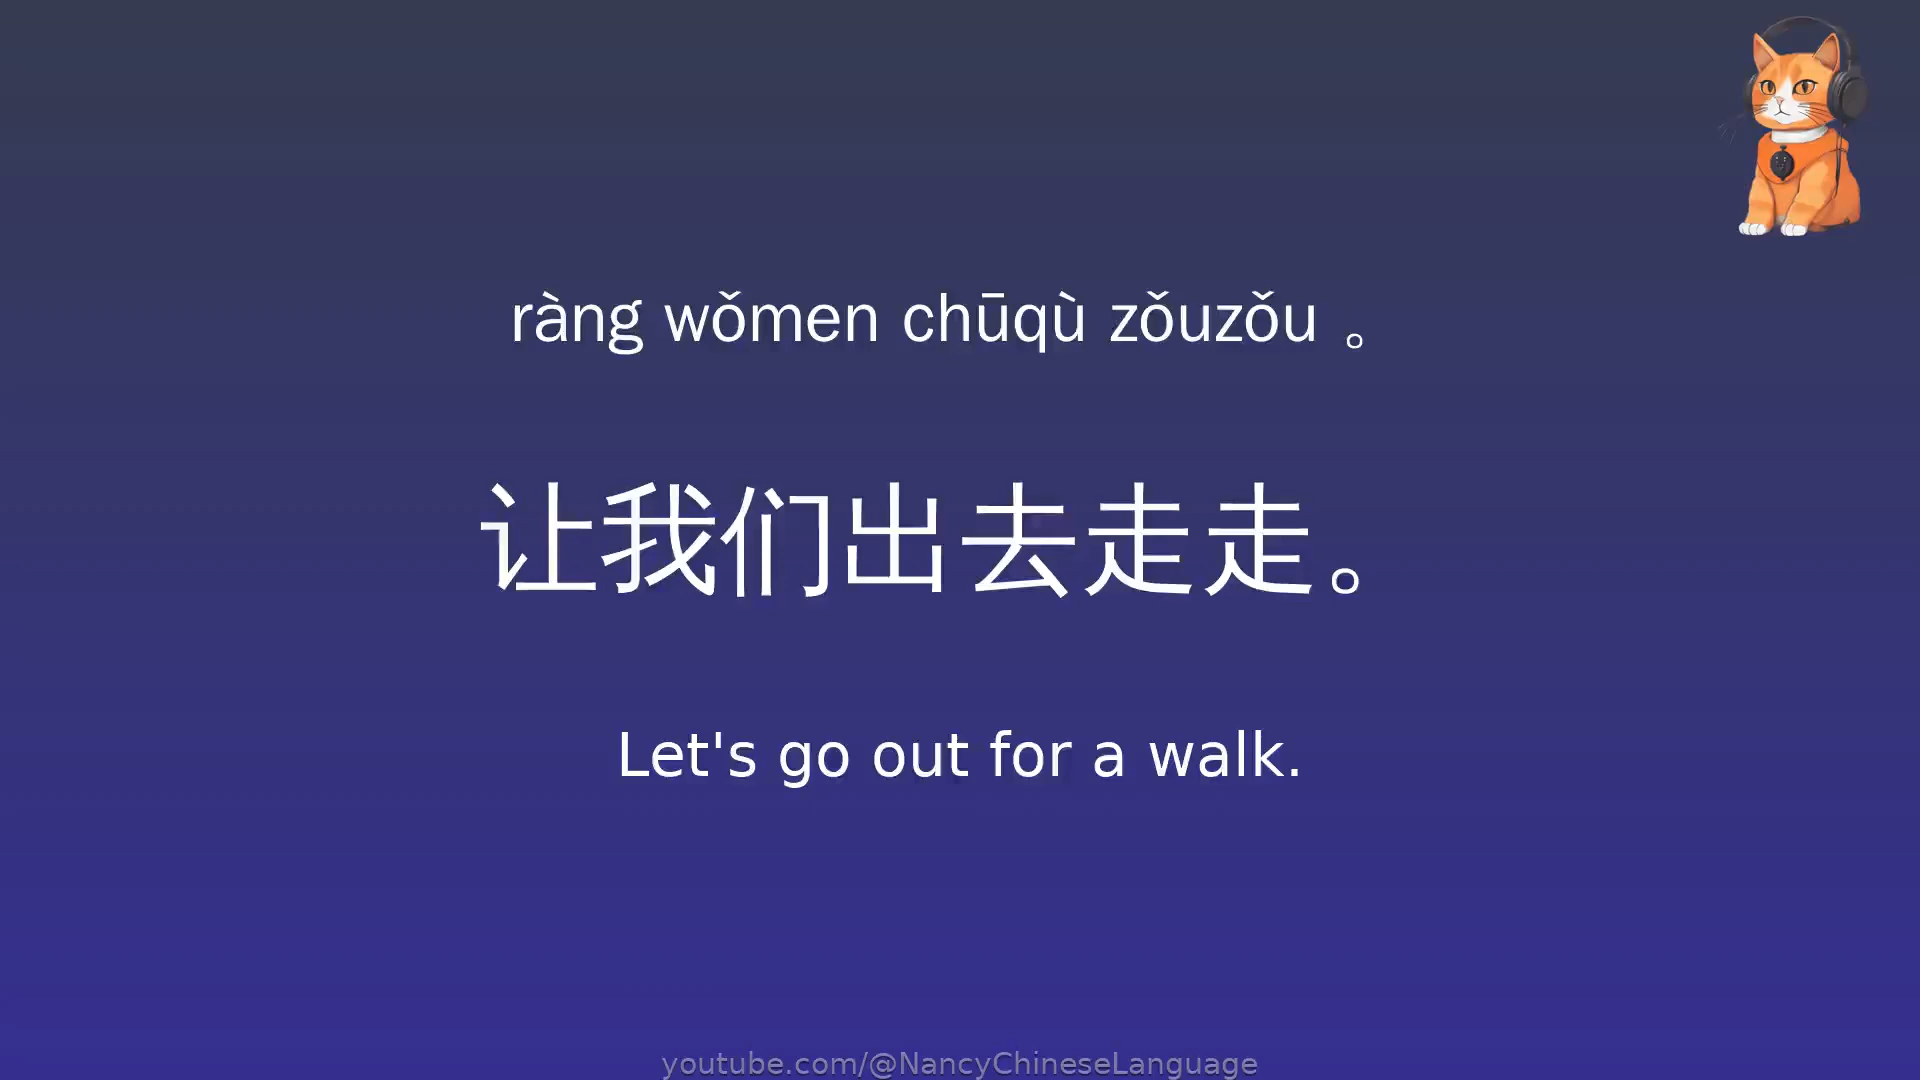 ràng wǒmen chūqù zǒuzǒu 。
让我们出去走走。
Let's go out for a walk.
youtube.com/@NancyChineseLanguage